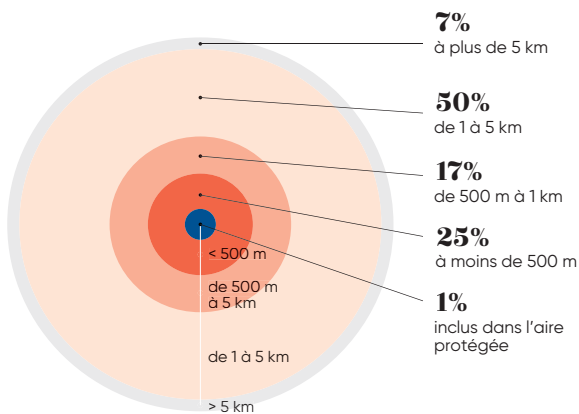 7%
à plus de 5 km
50%
de 1 à 5 km
17%
de 500 m à 1 km
25%
à moins de 500 m
1%
inclus dans l'aire
protégée
< 500 m
de 500 m
à 5 km
de 1 à 5 km
> 5 km